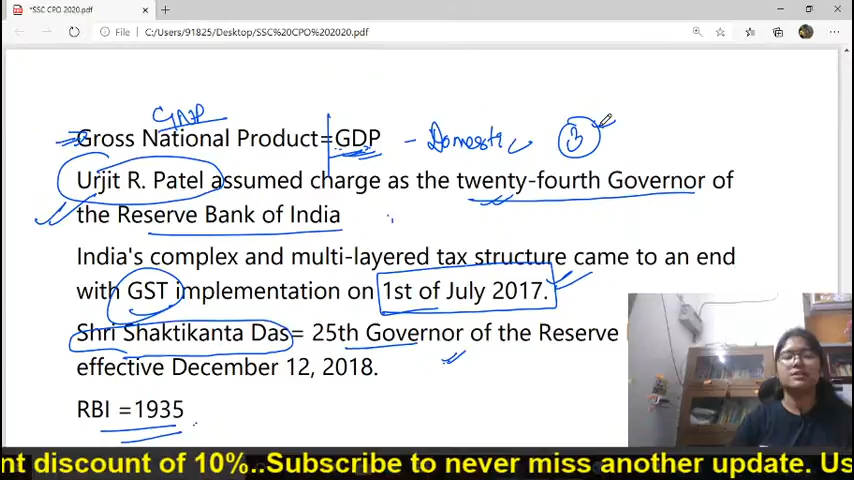 *SSC CPO 2020.pdf
File
C:/Users/91825/Desktop/SSC%20CPO%202020.pdf
GNP
Gross National Product=GDP - Domestic 3
Urjit R. Patel assumed charge as the twenty-fourth Governor of
the Reserve Bank of India
India's complex and multi-layered tax structure came to an end
with GST implementation on 1st of July 2017.
Shri Shaktikanta Das= 25th Governor of the Reserve
effective December 12, 2018.
RBI =1935
nt discount of 10%..Subscribe to never miss another update. Us